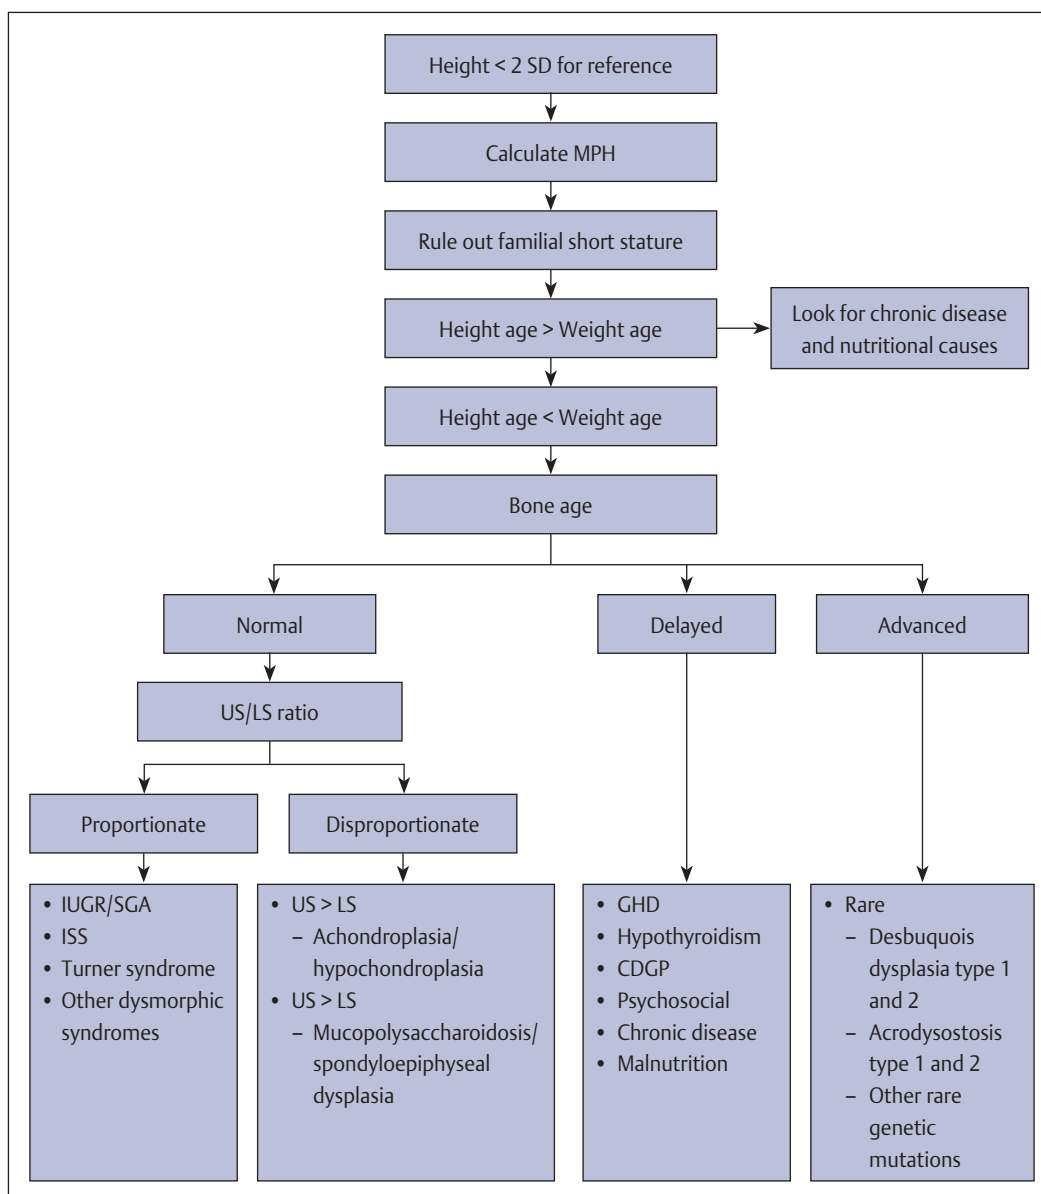 Height < 2 SD for reference
Calculate MPH
Rule out familial short stature
Height age > Weight age
Look for chronic disease
and nutritional causes
Height age < Weight age
Bone age
Normal
Delayed
Advanced
US/LS ratio
Proportionate
Disproportionate
• IUGR/SGA
• ISS
• Turner syndrome
• Other dysmorphic
syndromes
• US > LS
– Achondroplasia/
hypochondroplasia
• US > LS
– Mucopolysaccharoidosis/
spondyloepiphyseal
dysplasia
• GHD
• Hypothyroidism
• CDGP
• Psychosocial
• Chronic disease
• Malnutrition
• Rare
– Desbuquois
dysplasia type 1
and 2
– Acrodysostosis
type 1 and 2
– Other rare
genetic
mutations